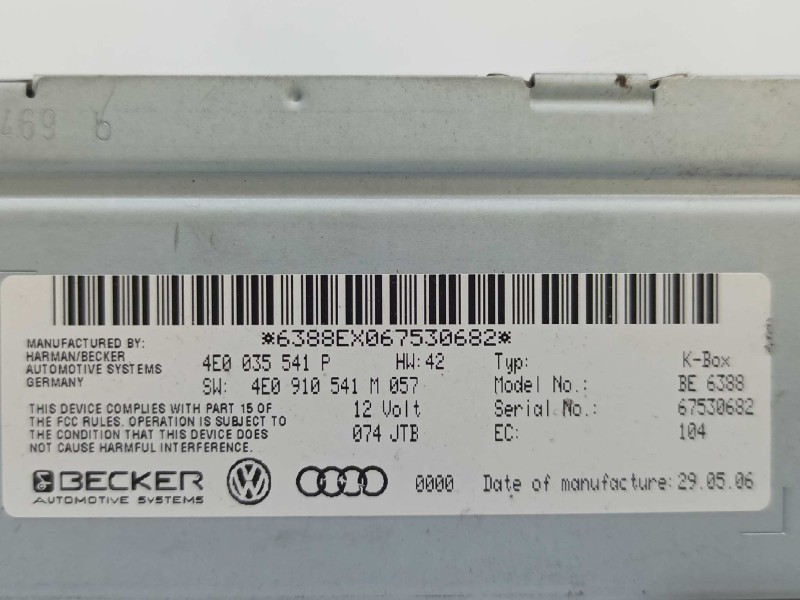 *6388EX067530682*
MANUFACTURED BY:
HARMAN/BECKER
AUTOMOTIVE SYSTEMS
GERMANY
4E0 035 541 P HW:42
SW: 4E0 910 541 M 057
12 Volt
074 JTB
Typ: K-Box
Model No.: BE 6388
Serial No.: 67530682
EC: 104
THIS DEVICE COMPLIES WITH PART 15 OF
THE FCC RULES. OPERATION IS SUBJECT TO
THE CONDITION THAT THIS DEVICE DOES
NOT CAUSE HARMFUL INTERFERENCE.
BECKER
AUTOMOTIVE SYSTEMS
0000 Date of manufacture: 29.05.06